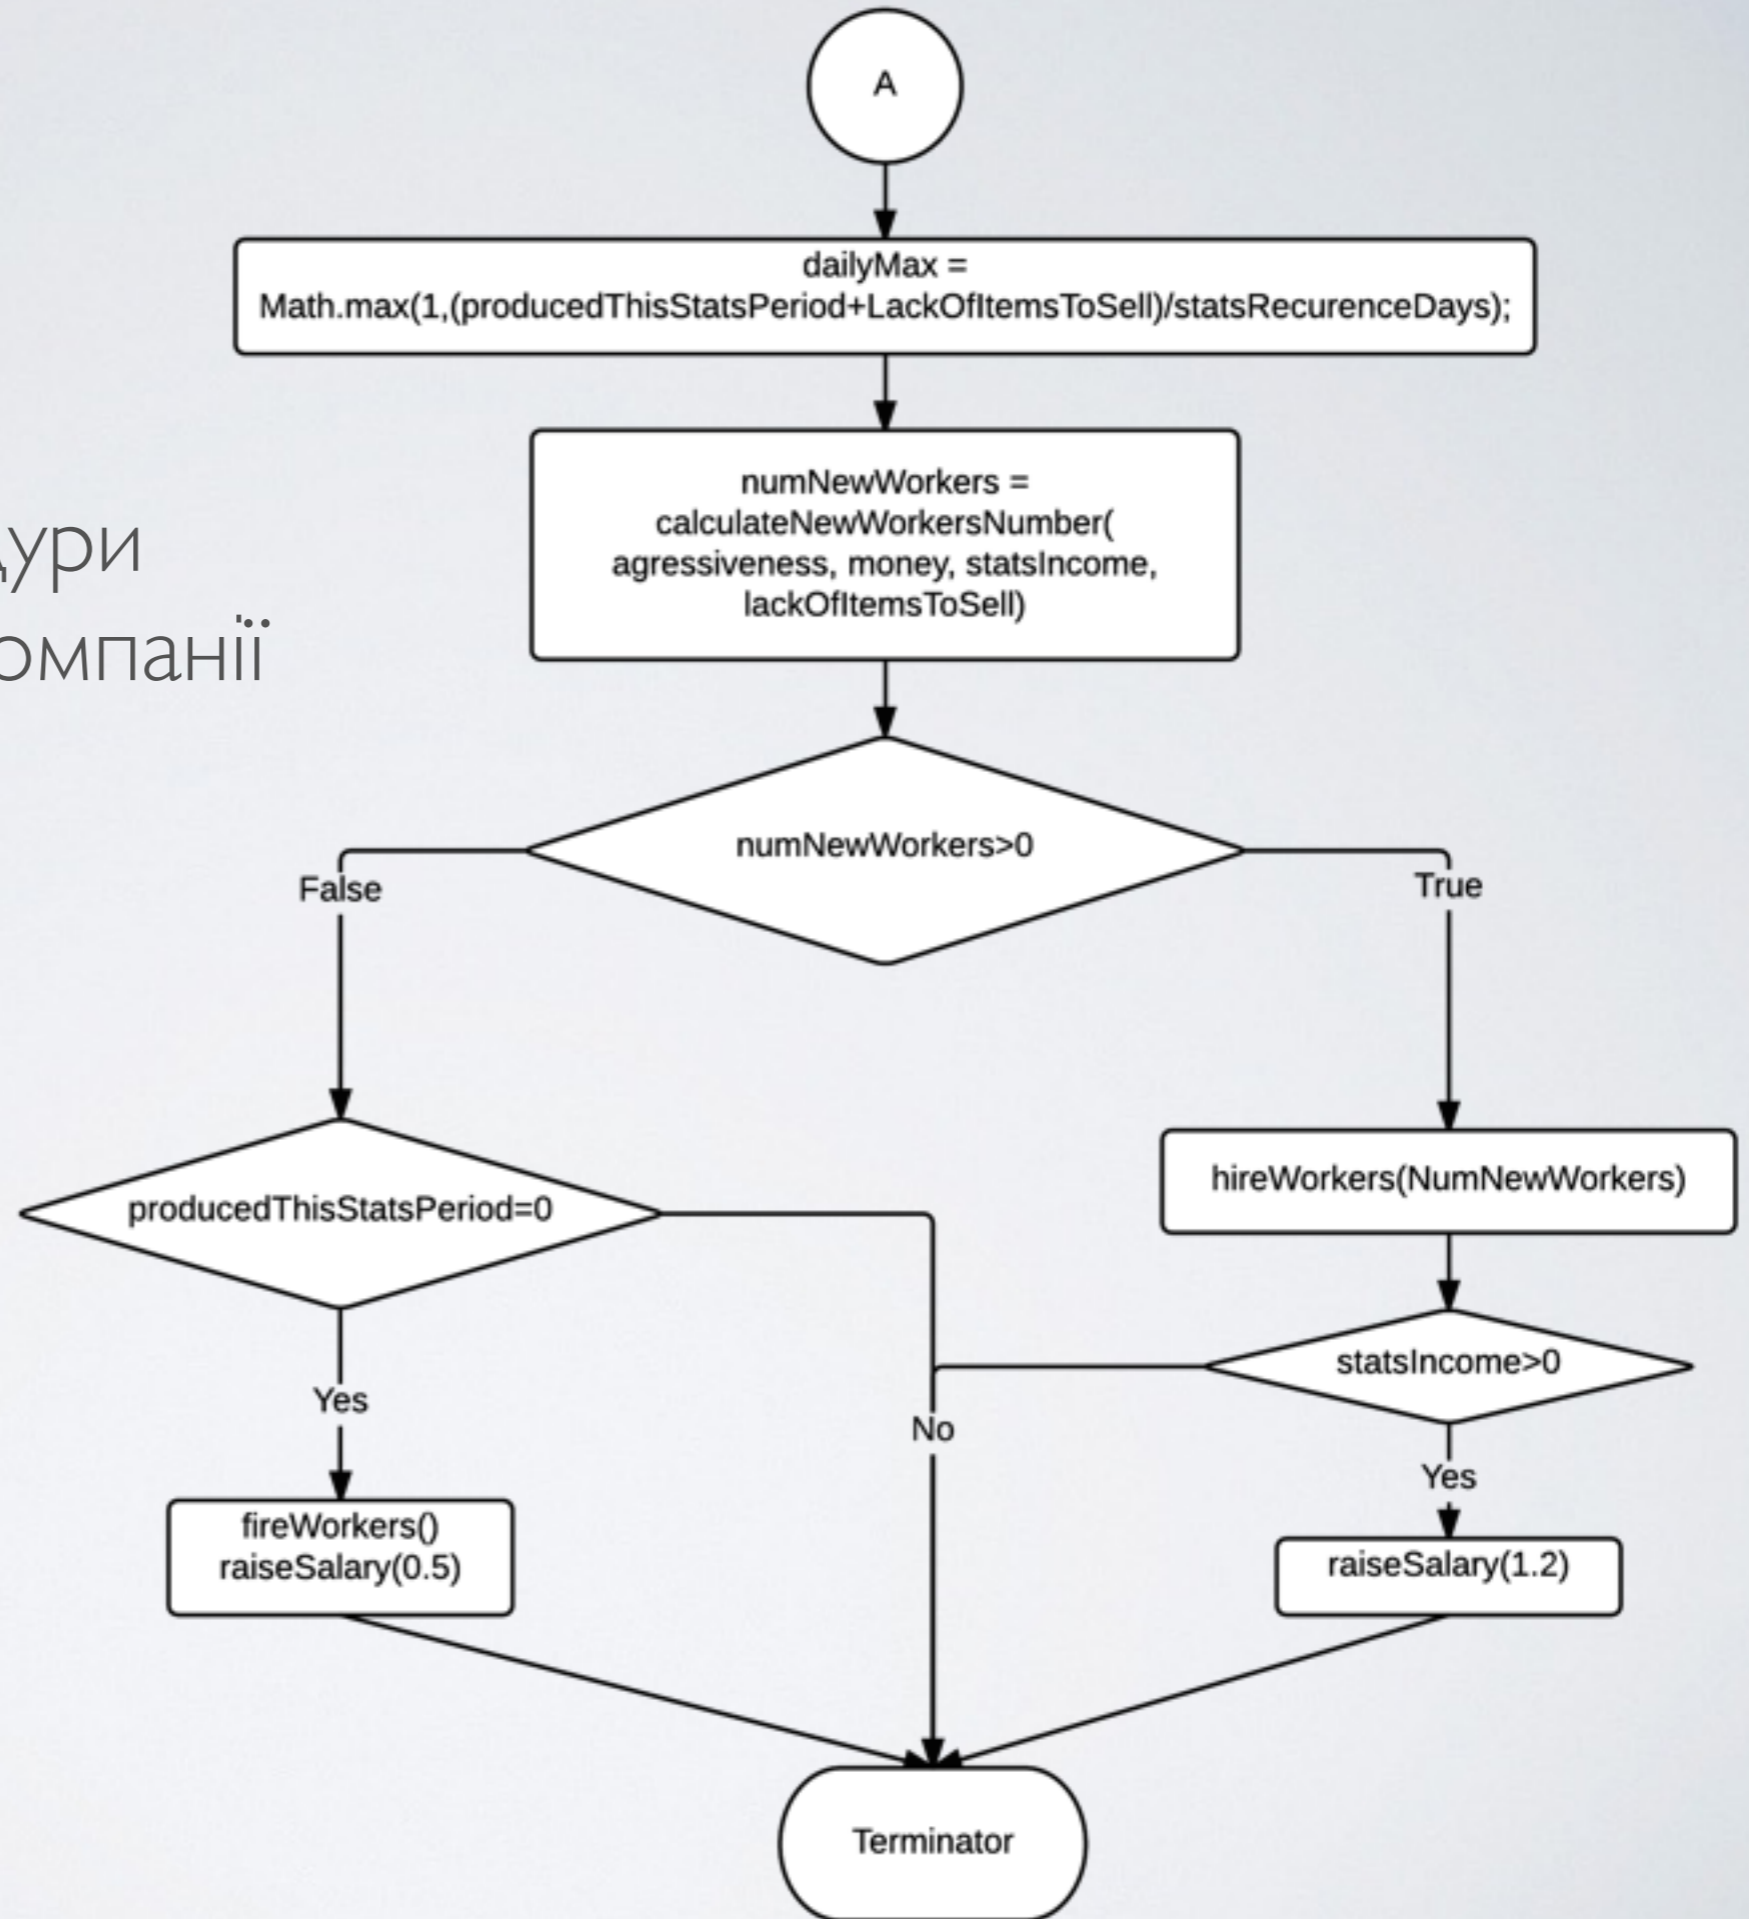 A
dailyMax =
Math.max(1,(producedThisStatsPeriod+LackOfItemsToSell)/statsRecurenceDays);
numNewWorkers =
calculateNewWorkersNumber(
agressiveness, money, statsIncome,
lackOfItemsToSell)
numNewWorkers>0
False
True
producedThisStatsPeriod=0
hireWorkers(NumNewWorkers)
statsIncome>0
Yes
No
Yes
fireWorkers()
raiseSalary(0.5)
raiseSalary(1.2)
Terminator